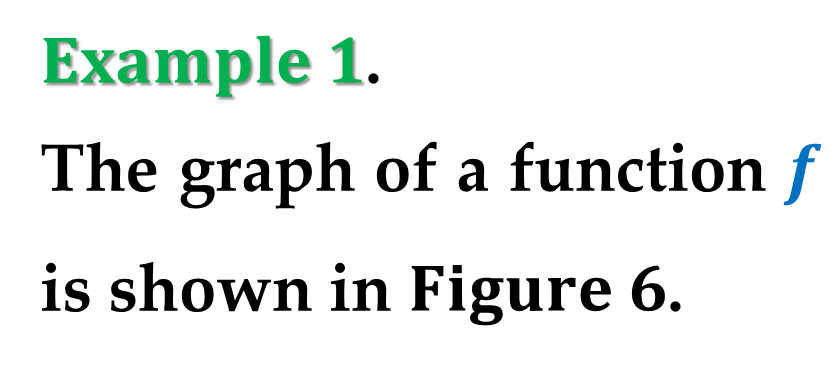 Example 1.
The graph of a function f
is shown in Figure 6.